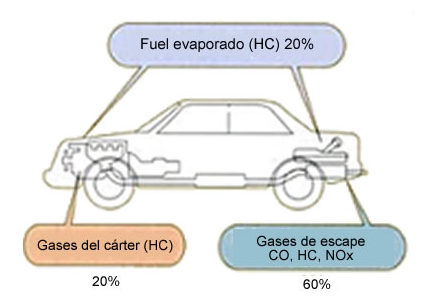 Fuel evaporado (HC) 20%
Gases del cárter (HC)
20%
Gases de escape
CO, HC, NOx
60%